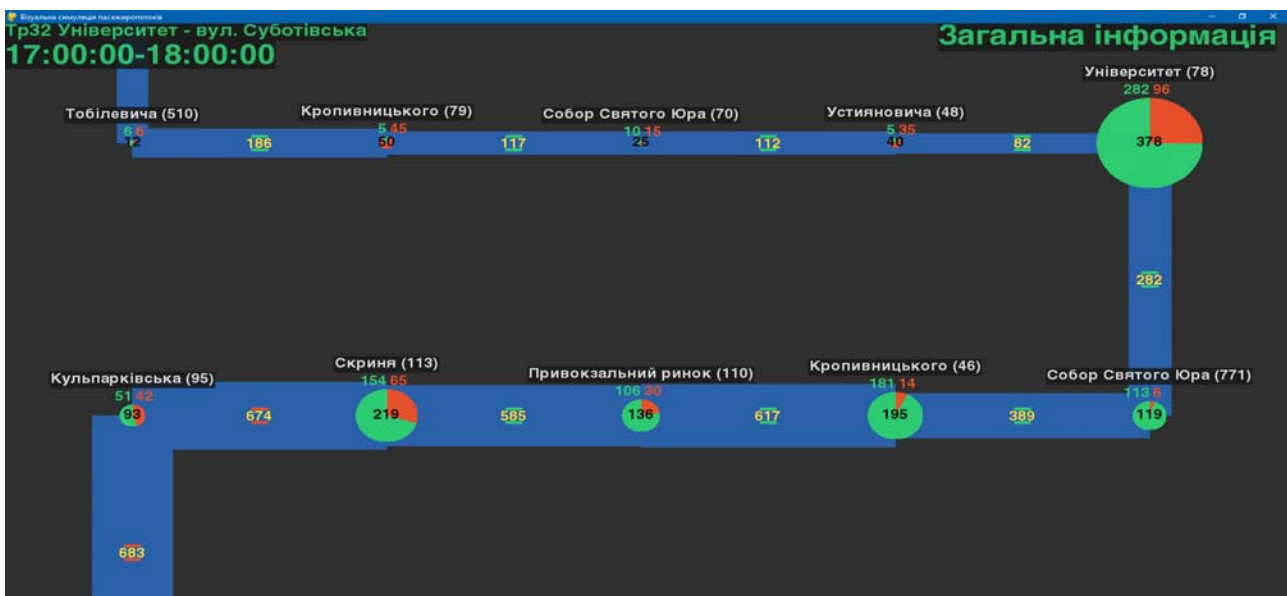 Візуальна симуляція пасажиропотоків
Тр32 Університет - вул. Суботівська
Загальна інформація
17:00:00-18:00:00
Університет (78)
282 96
Тобілевича (510)
Кропивницького (79)
Собор Святого Юра (70)
Устияновича (48)
6 6
5 45
10 15
5 35
12
186
50
117
25
112
40
82
378
282
Скриня (113)
Кропивницького (46)
Кульпарківська (95)
154 65
Привокзальний ринок (110)
181 14
Собор Святого Юра (771)
51 42
106 30
113 6
93
674
219
585
136
617
195
389
119
683